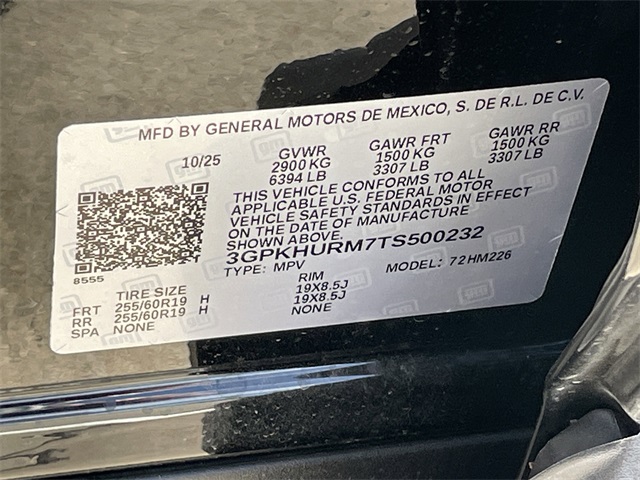 MFD BY GENERAL MOTORS DE MEXICO, S. DE R.L. DE C.V.
10/25 GVWR GAWR FRT GAWR RR
2900 KG 1500 KG 1500 KG
6394 LB 3307 LB 3307 LB
THIS VEHICLE CONFORMS TO ALL
APPLICABLE U.S. FEDERAL MOTOR
VEHICLE SAFETY STANDARDS IN EFFECT
ON THE DATE OF MANUFACTURE
SHOWN ABOVE.
3GPKHURM7TS500232
8555
TYPE: MPV MODEL: 72HM226
TIRE SIZE RIM
FRT 255/60R19 H 19X8.5J
RR 255/60R19 H 19X8.5J
SPA NONE NONE